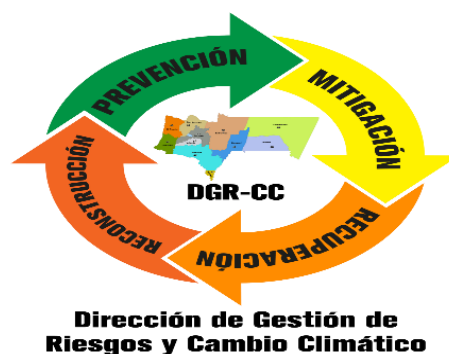 PREVENCIÓN
MITIGACIÓN
RECUPERACIÓN
RECONSTRUCCIÓN
DGR-CC
Dirección de Gestión de
Riesgos y Cambio Climático